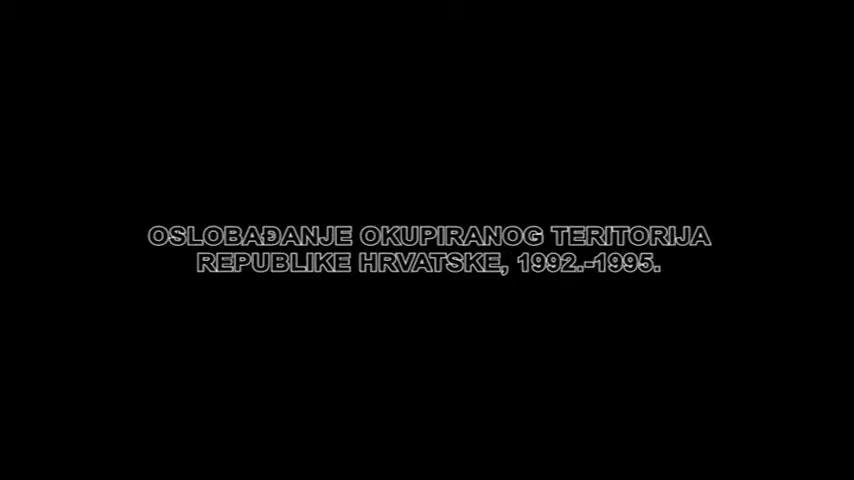 OSLOBAĐANJE OKUPIRANOG TERITORIJA
REPUBLIKE HRVATSKE, 1992.-1995.